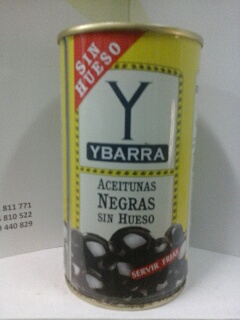 SIN
HUESO
Y
YBARRA
ACEITUNAS
NEGRAS
SIN HUESO
SERVIR FRIAS
811 771
810 522
440 829